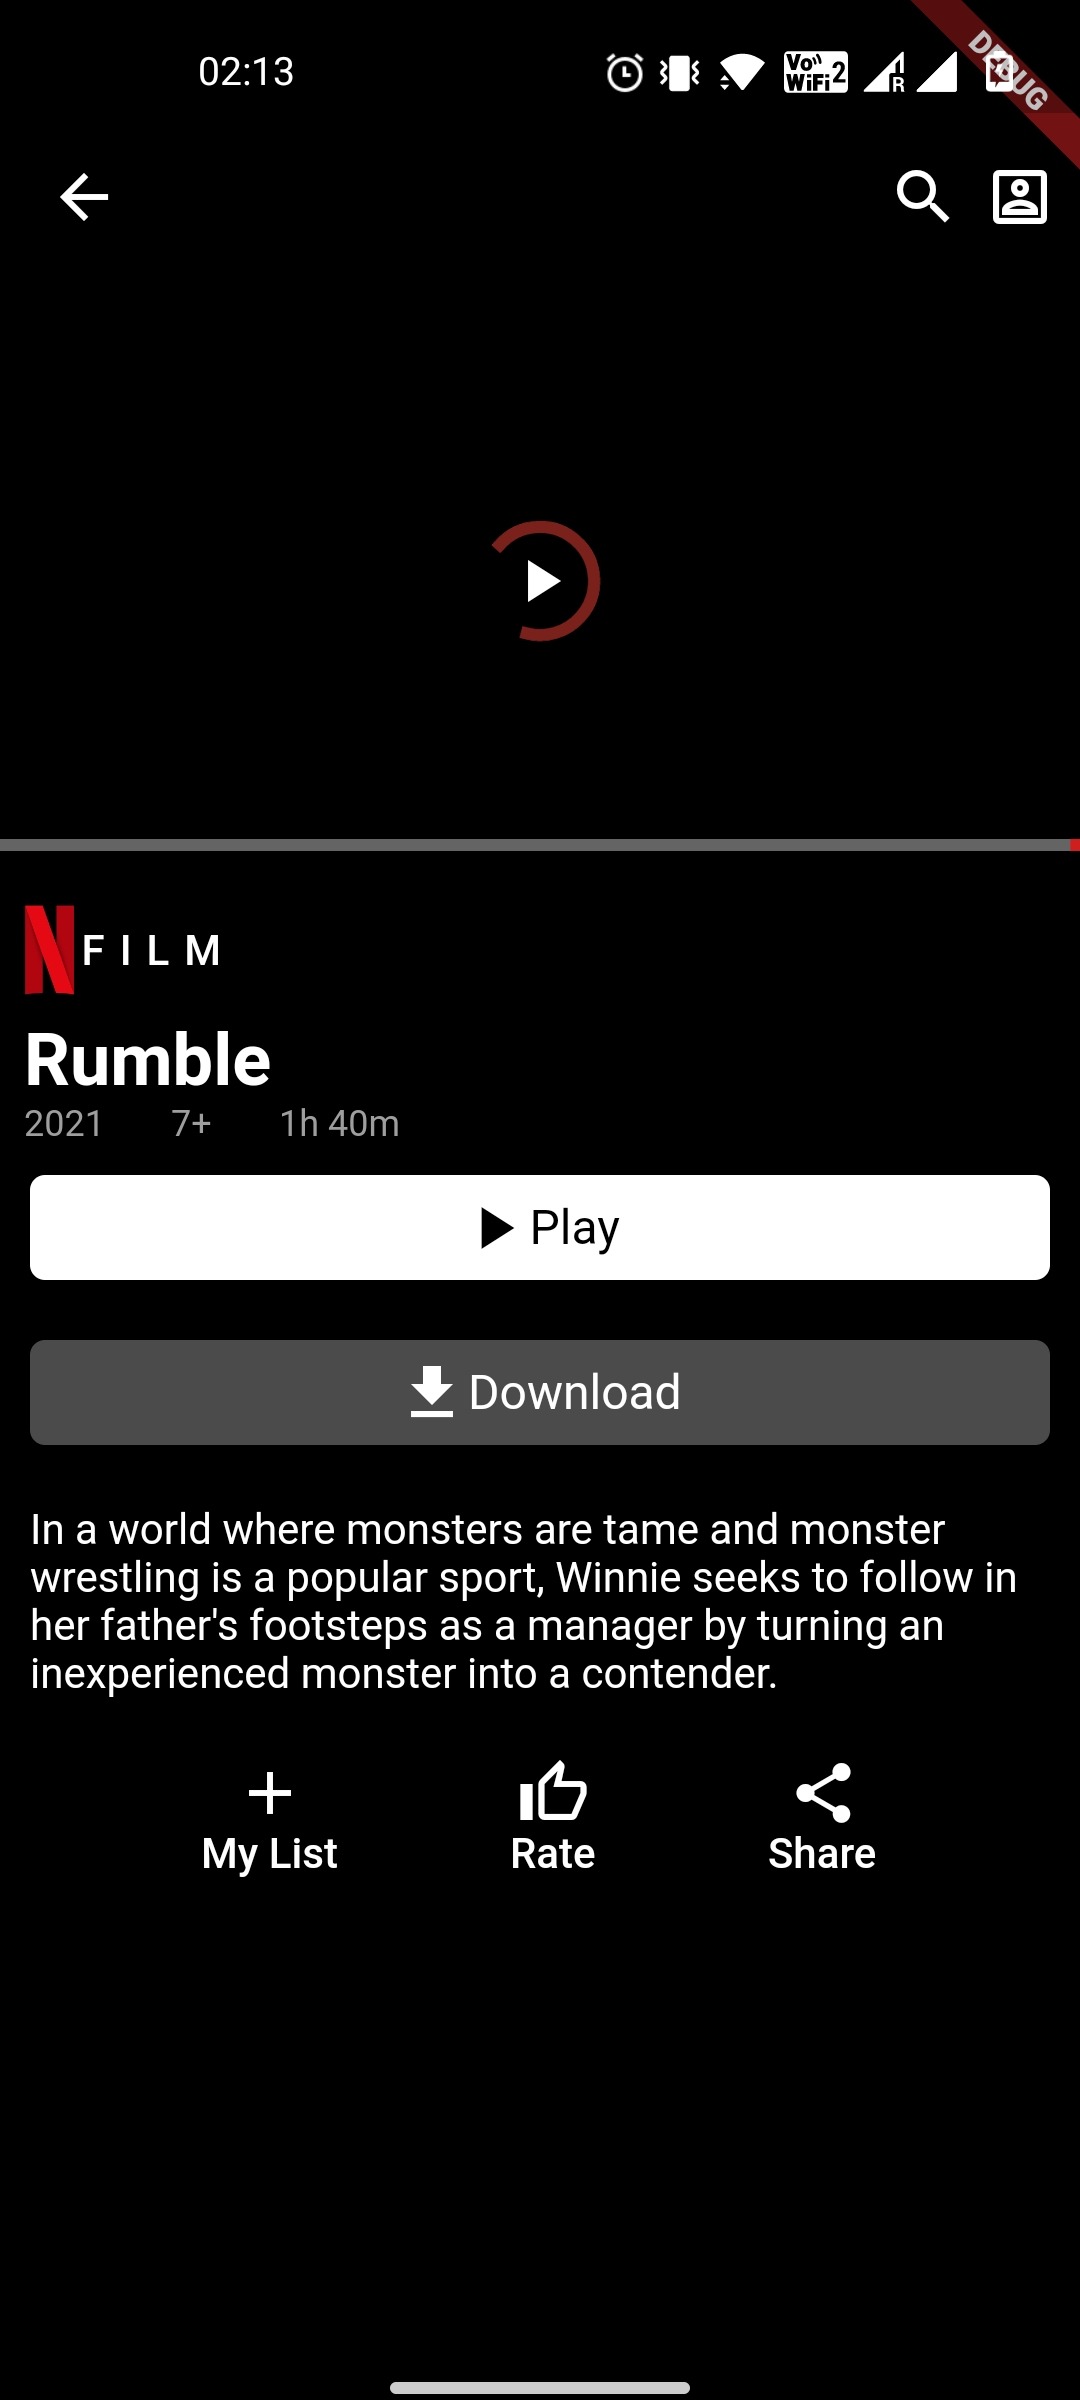 02:13
Vo WiFi 2
R
DEBUG
FILM
Rumble
2021 7+ 1h 40m
Play
Download
In a world where monsters are tame and monster
wrestling is a popular sport, Winnie seeks to follow in
her father's footsteps as a manager by turning an
inexperienced monster into a contender.
My List Rate Share